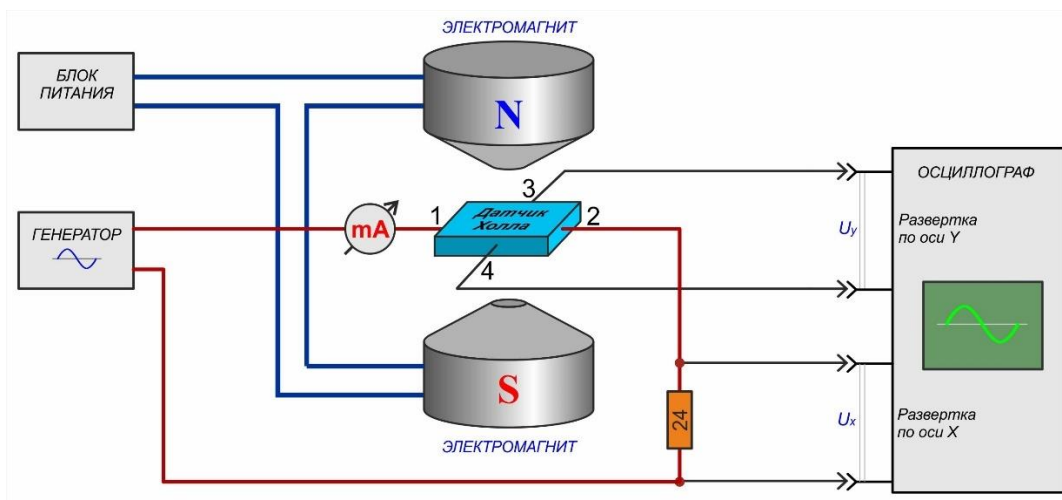 ЭЛЕКТРОМАГНИТ
БЛОК
ПИТАНИЯ
N
ОСЦИЛЛОГРАФ
3
Датчик
Холла
1
2
mA
4
ГЕНЕРАТОР
Uy
Развертка
по оси Y
S
24
Ux
Развертка
по оси X
ЭЛЕКТРОМАГНИТ